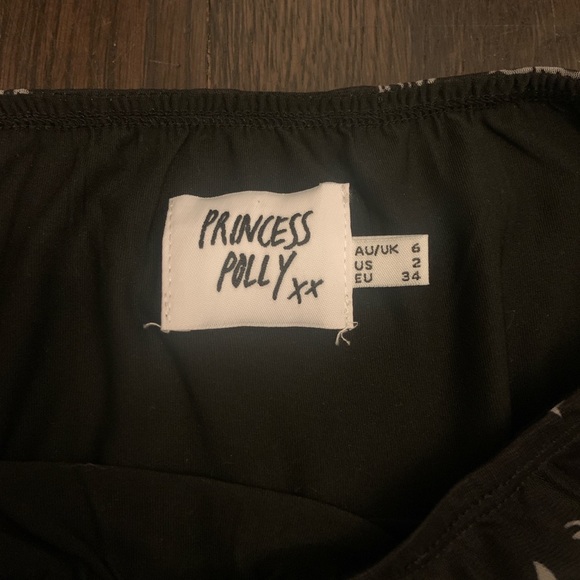 PRINCESS
POLLY xx
AU/UK 6
US 2
EU 34